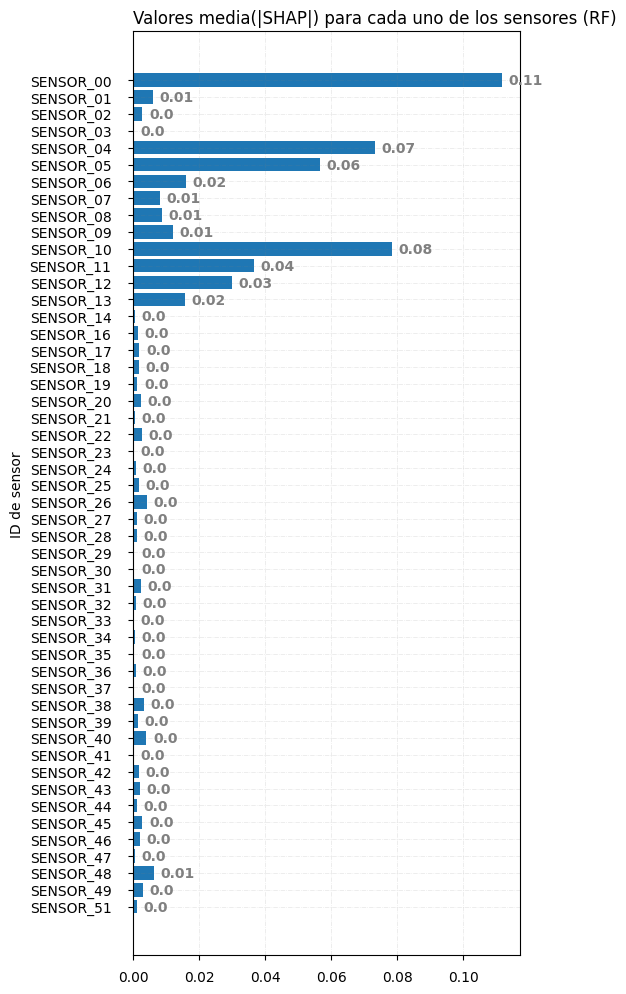 Valores media(|SHAP|) para cada uno de los sensores (RF)
SENSOR_00 0.11
SENSOR_01 0.01
SENSOR_02 0.0
SENSOR_03 0.0
SENSOR_04 0.07
SENSOR_05 0.06
SENSOR_06 0.02
SENSOR_07 0.01
SENSOR_08 0.01
SENSOR_09 0.01
SENSOR_10 0.08
SENSOR_11 0.04
SENSOR_12 0.03
SENSOR_13 0.02
SENSOR_14 0.0
SENSOR_16 0.0
SENSOR_17 0.0
SENSOR_18 0.0
SENSOR_19 0.0
SENSOR_20 0.0
SENSOR_21 0.0
SENSOR_22 0.0
SENSOR_23 0.0
SENSOR_24 0.0
SENSOR_25 0.0
SENSOR_26 0.0
SENSOR_27 0.0
SENSOR_28 0.0
SENSOR_29 0.0
SENSOR_30 0.0
SENSOR_31 0.0
SENSOR_32 0.0
SENSOR_33 0.0
SENSOR_34 0.0
SENSOR_35 0.0
SENSOR_36 0.0
SENSOR_37 0.0
SENSOR_38 0.0
SENSOR_39 0.0
SENSOR_40 0.0
SENSOR_41 0.0
SENSOR_42 0.0
SENSOR_43 0.0
SENSOR_44 0.0
SENSOR_45 0.0
SENSOR_46 0.0
SENSOR_47 0.0
SENSOR_48 0.01
SENSOR_49 0.0
SENSOR_51 0.0
ID de sensor
0.00 0.02 0.04 0.06 0.08 0.10